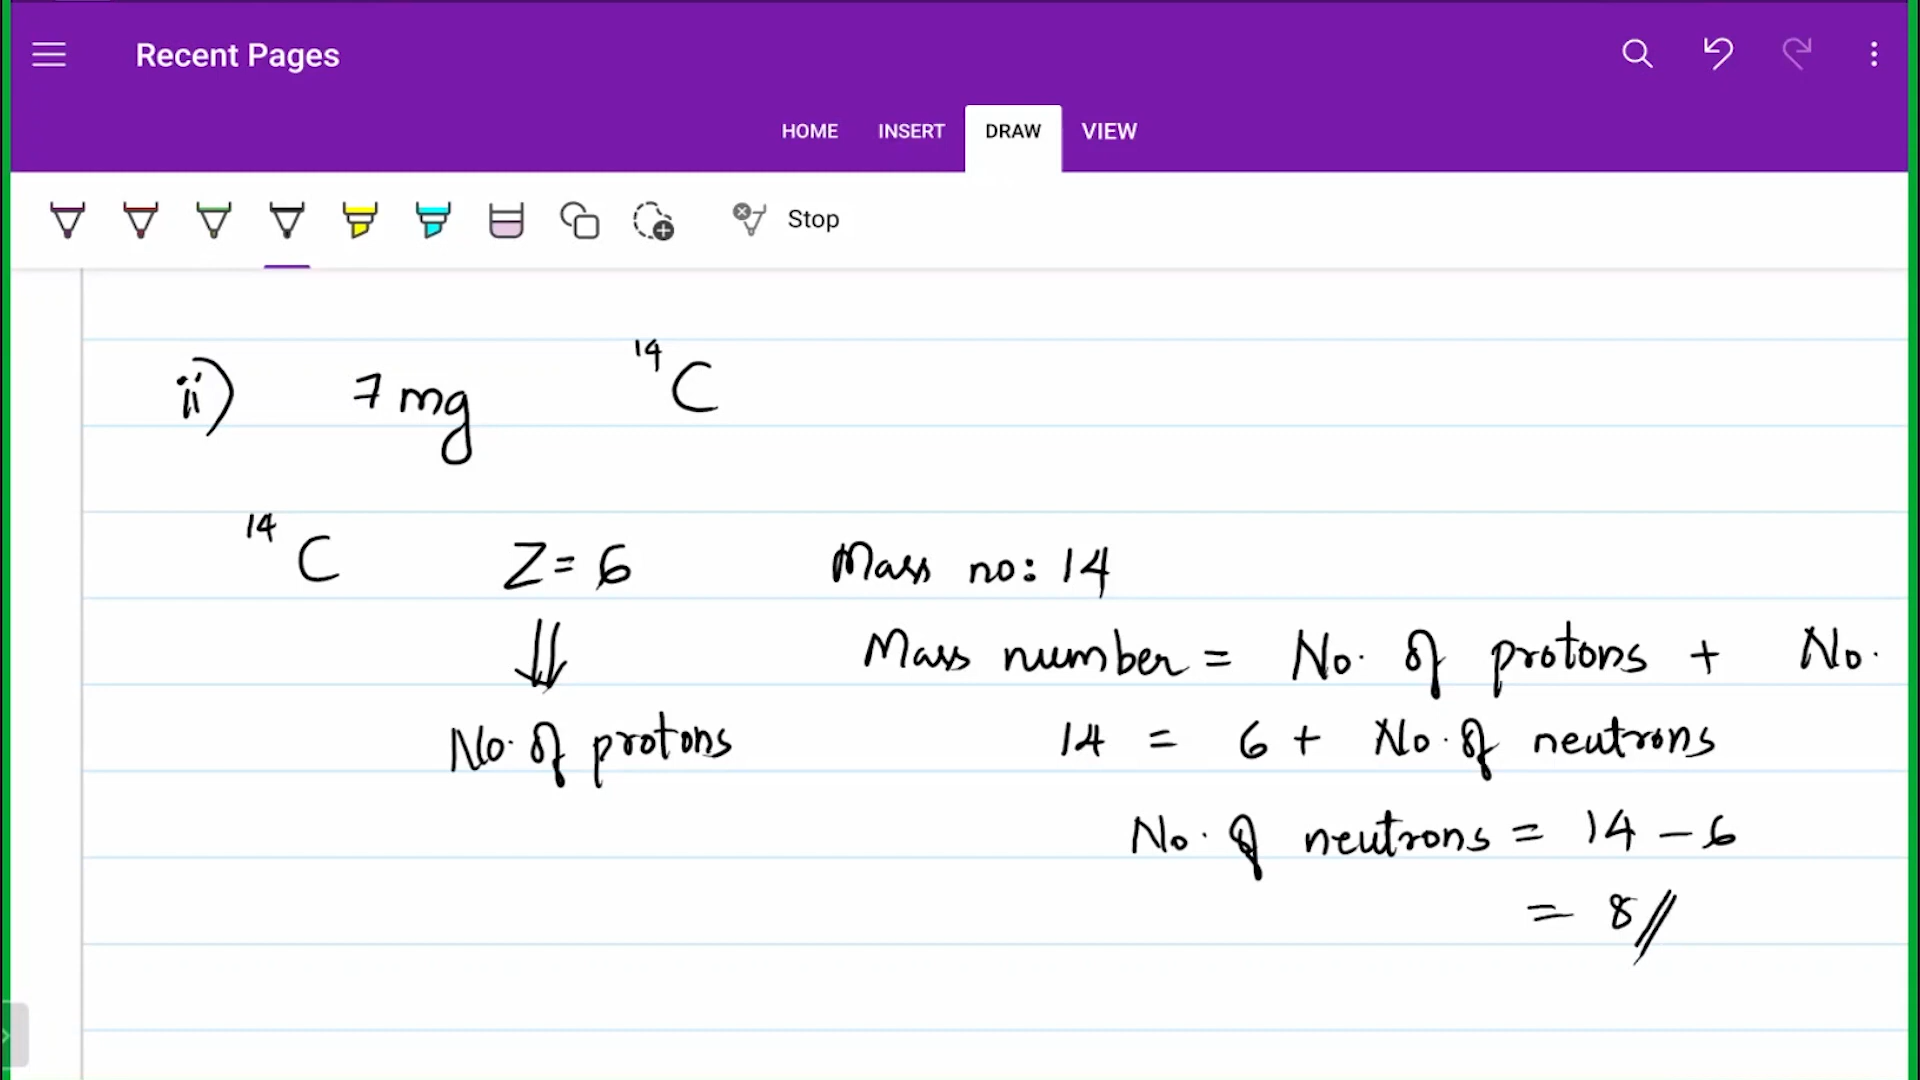 Recent Pages
HOME INSERT DRAW VIEW
Stop
ii) 7 mg ¹⁴C
¹⁴C Z = 6 Mass no: 14
Mass number = No. of protons + No.
No. of protons 14 = 6 + No. of neutrons
No. of neutrons = 14 - 6
= 8//